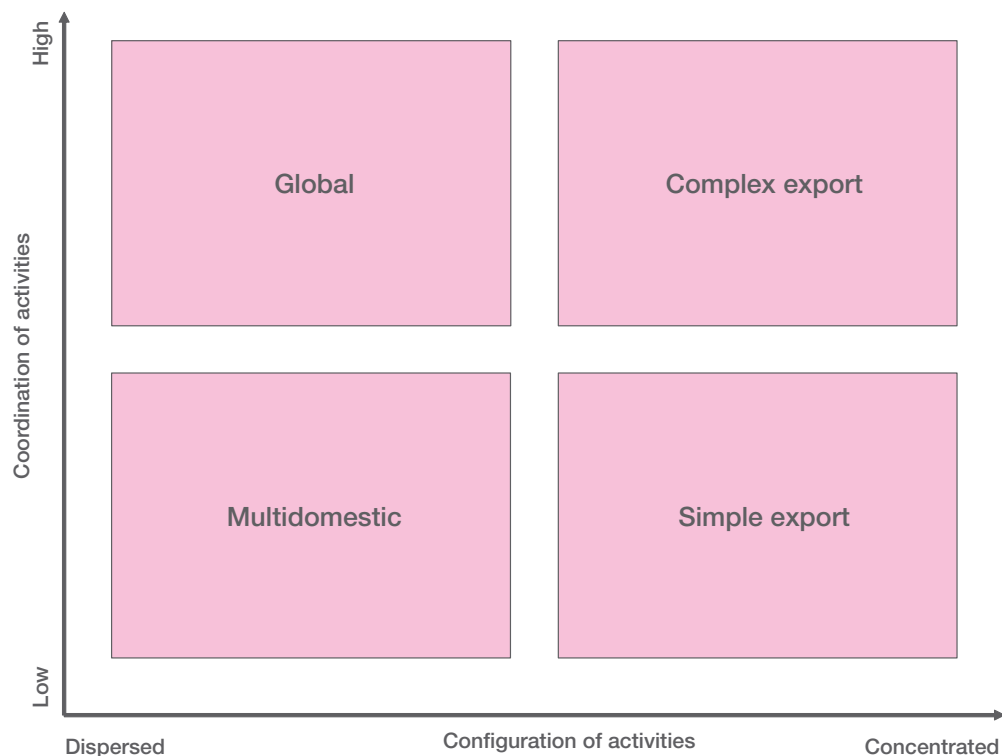 High
Global
Complex export
Coordination of activities
Multidomestic
Simple export
Low
Dispersed
Configuration of activities
Concentrated